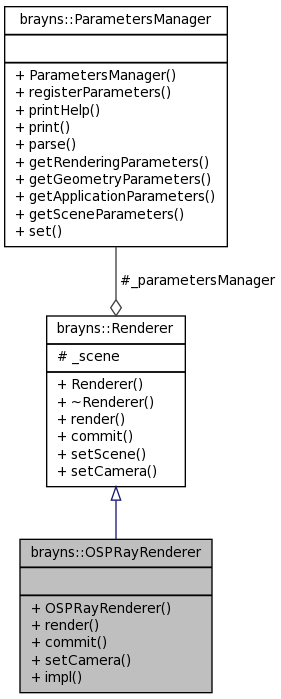 brayns::ParametersManager
+ ParametersManager()
+ registerParameters()
+ printHelp()
+ print()
+ parse()
+ getRenderingParameters()
+ getGeometryParameters()
+ getApplicationParameters()
+ getSceneParameters()
+ set()
#_parametersManager
brayns::Renderer
# _scene
+ Renderer()
+ ~Renderer()
+ render()
+ commit()
+ setScene()
+ setCamera()
brayns::OSPRayRenderer
+ OSPRayRenderer()
+ render()
+ commit()
+ setCamera()
+ impl()